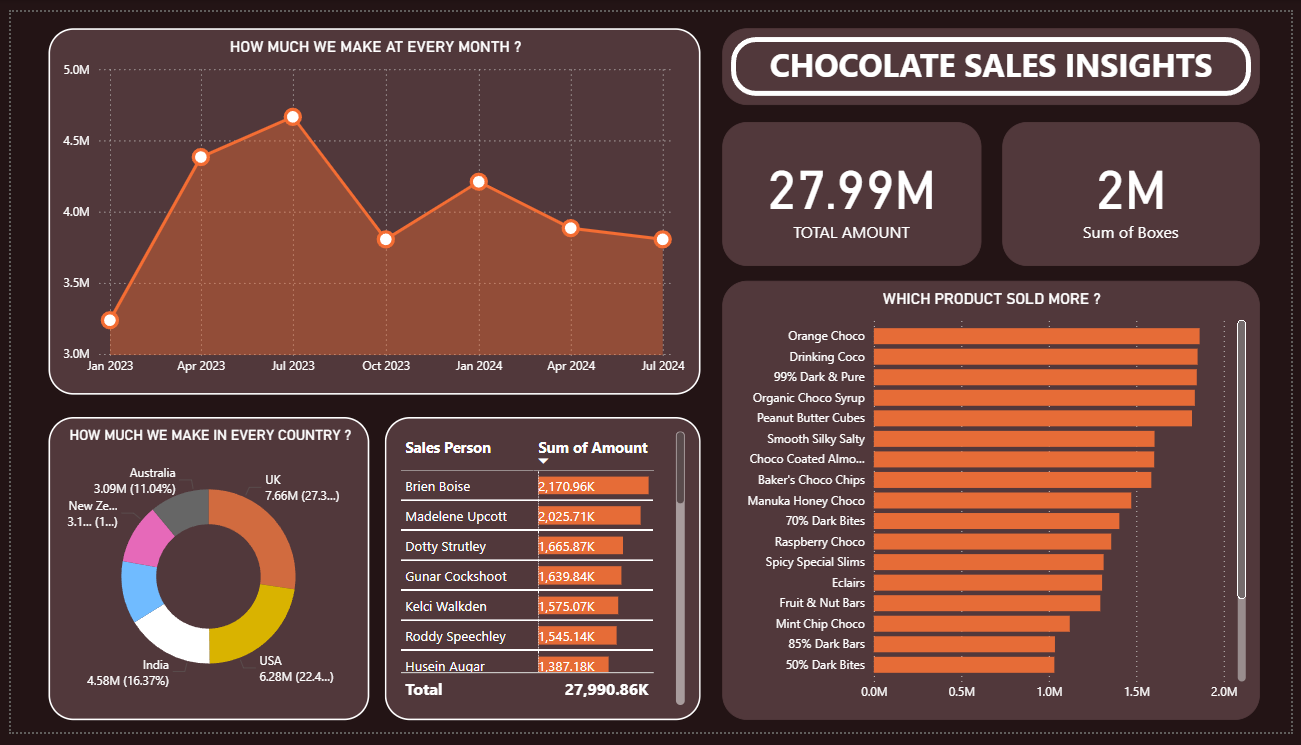 HOW MUCH WE MAKE AT EVERY MONTH ?
5.0M
4.5M
4.0M
3.5M
3.0M
Jan 2023 Apr 2023 Jul 2023 Oct 2023 Jan 2024 Apr 2024 Jul 2024
CHOCOLATE SALES INSIGHTS
27.99M
TOTAL AMOUNT
2M
Sum of Boxes
HOW MUCH WE MAKE IN EVERY COUNTRY ?
Australia
3.09M (11.04%)
UK
7.66M (27.3...)
New Ze...
3.1... (1...)
India
4.58M (16.37%)
USA
6.28M (22.4...)
Sales Person Sum of Amount
Brien Boise 2,170.96K
Madelene Upcott 2,025.71K
Dotty Strutley 1,665.87K
Gunar Cockshoot 1,639.84K
Kelci Walkden 1,575.07K
Roddy Speechley 1,545.14K
Husein Augar 1,387.18K
Total 27,990.86K
WHICH PRODUCT SOLD MORE ?
Orange Choco
Drinking Coco
99% Dark & Pure
Organic Choco Syrup
Peanut Butter Cubes
Smooth Silky Salty
Choco Coated Almo...
Baker's Choco Chips
Manuka Honey Choco
70% Dark Bites
Raspberry Choco
Spicy Special Slims
Eclairs
Fruit & Nut Bars
Mint Chip Choco
85% Dark Bars
50% Dark Bites
0.0M 0.5M 1.0M 1.5M 2.0M